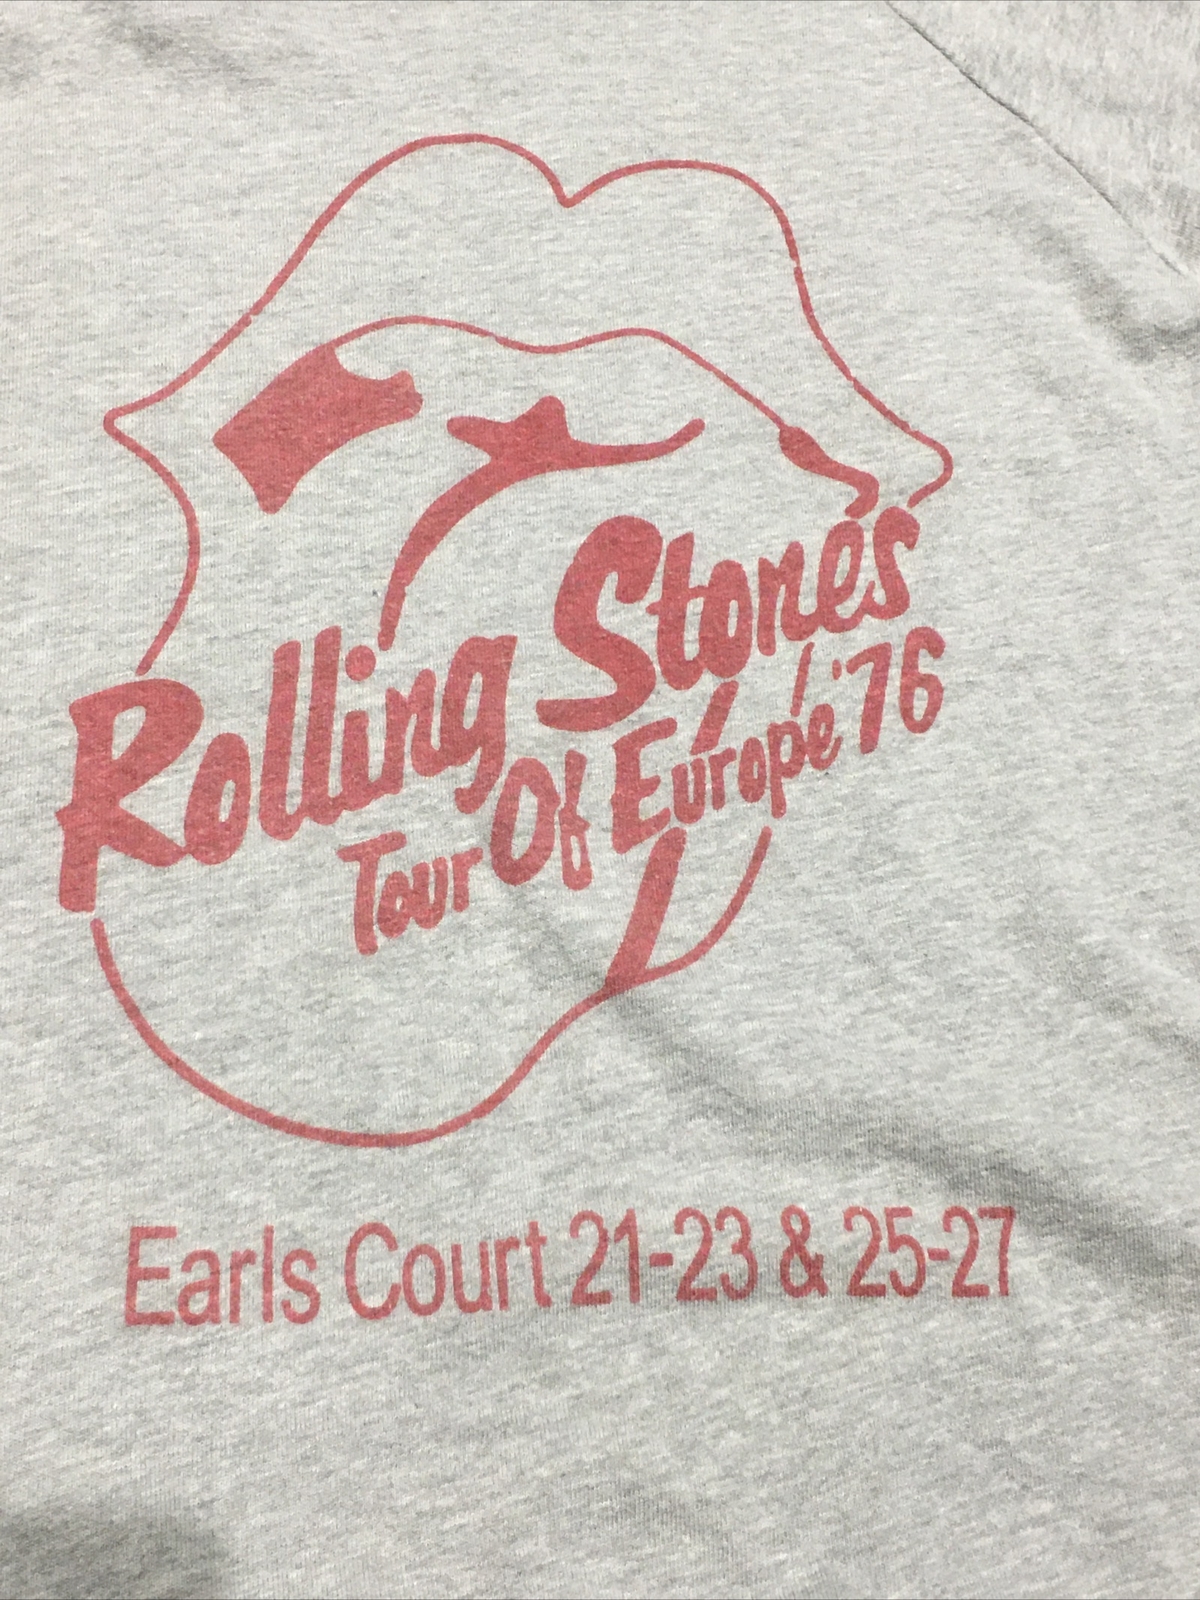 Rolling Stones
Tour Of Europe '76
Earls Court 21-23 & 25-27